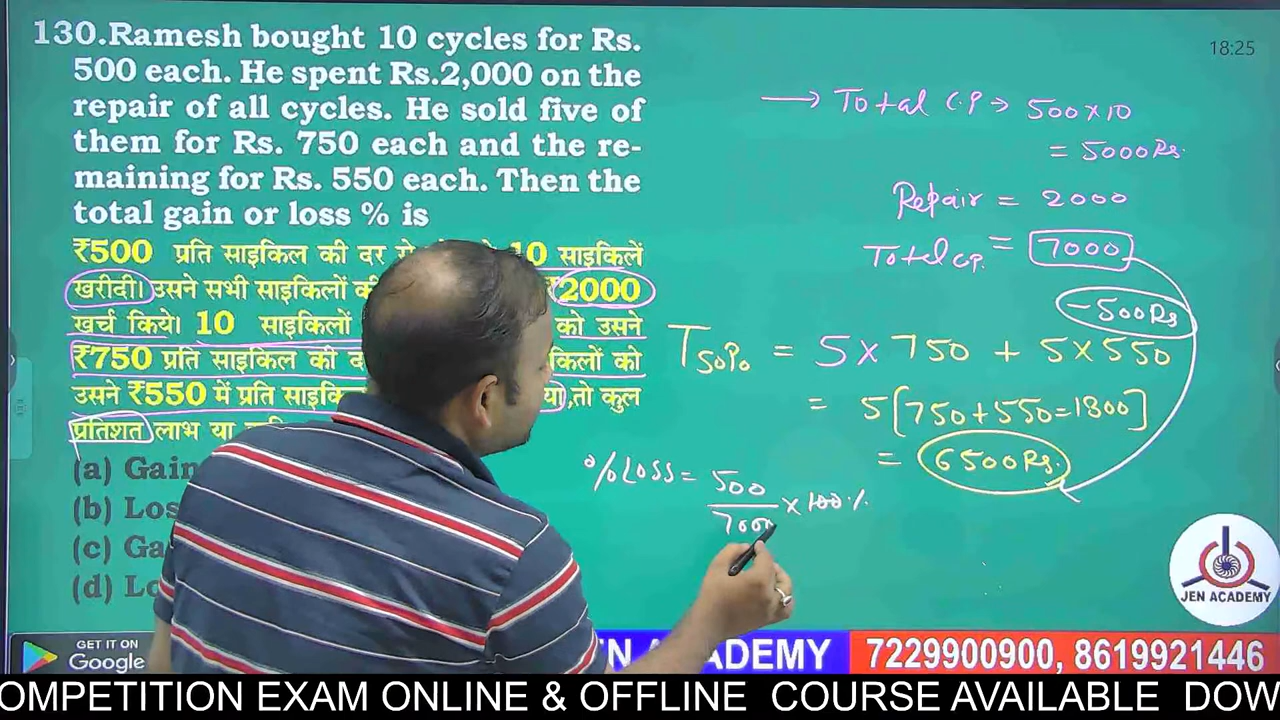 130.Ramesh bought 10 cycles for Rs.
500 each. He spent Rs.2,000 on the
repair of all cycles. He sold five of
them for Rs. 750 each and the re-
maining for Rs. 550 each. Then the
total gain or loss % is
₹500 प्रति साइकिल की दर 10 साइकिलें
खरीदी। उसने सभी साइकिलों 2000
खर्च किये। 10 साइकिलों को उसने
₹750 प्रति साइकिल की किलों को
उसने ₹550 में प्रति साइकि या,तो कुल
प्रतिशत लाभ या
(a) Gain
(b) Los
(c) Ga
(d) Lo
18:25
→ Total C.P → 500×10
= 5000Rs.
Repair = 2000
Total C.P. = 7000
-500Rs
T S.P. = 5×750 + 5×550
= 5[750+550=1300]
= 6500Rs.
% Loss = 500/7000 × 100%
JEN ACADEMY
GET IT ON
Google
N ACADEMY 7229900900, 8619921446
OMPETITION EXAM ONLINE & OFFLINE COURSE AVAILABLE DOW